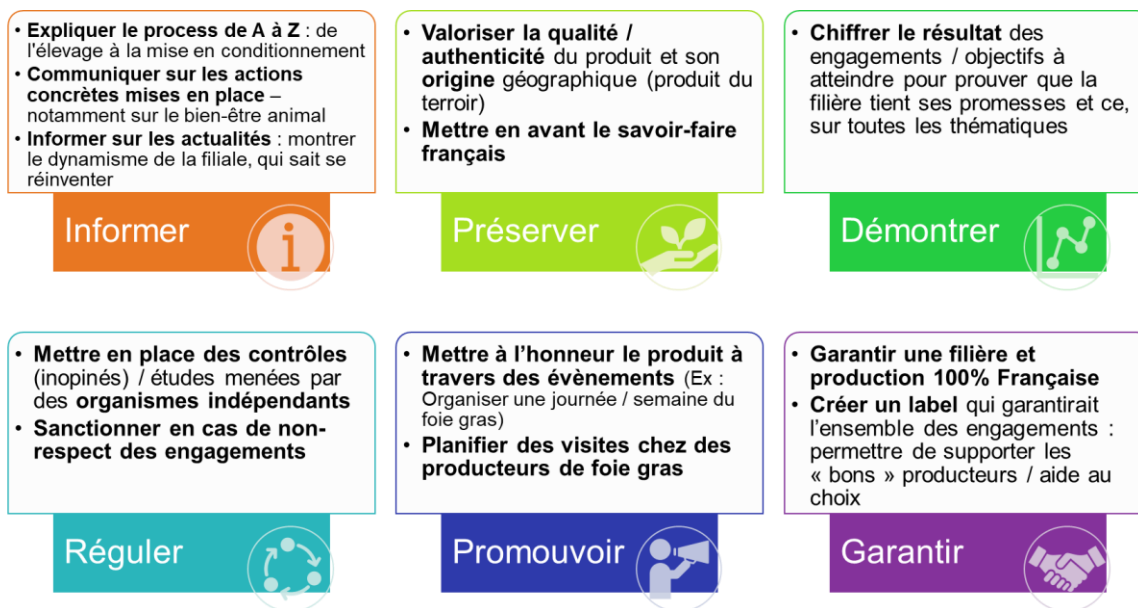 • Expliquer le process de A à Z : de
l'élevage à la mise en conditionnement
• Communiquer sur les actions
concrètes mises en place –
notamment sur le bien-être animal
• Informer sur les actualités : montrer
le dynamisme de la filiale, qui sait se
réinventer
Informer
• Valoriser la qualité /
authenticité du produit et son
origine géographique (produit du
terroir)
• Mettre en avant le savoir-faire
français
Préserver
• Chiffrer le résultat des
engagements / objectifs à
atteindre pour prouver que la
filière tient ses promesses et ce,
sur toutes les thématiques
Démontrer
• Mettre en place des contrôles
(inopinés) / études menées par
des organismes indépendants
• Sanctionner en cas de non-
respect des engagements
Réguler
• Mettre à l’honneur le produit à
travers des évènements (Ex :
Organiser une journée / semaine du
foie gras)
• Planifier des visites chez des
producteurs de foie gras
Promouvoir
• Garantir une filière et
production 100% Française
• Créer un label qui garantirait
l’ensemble des engagements :
permettre de supporter les
« bons » producteurs / aide au
choix
Garantir